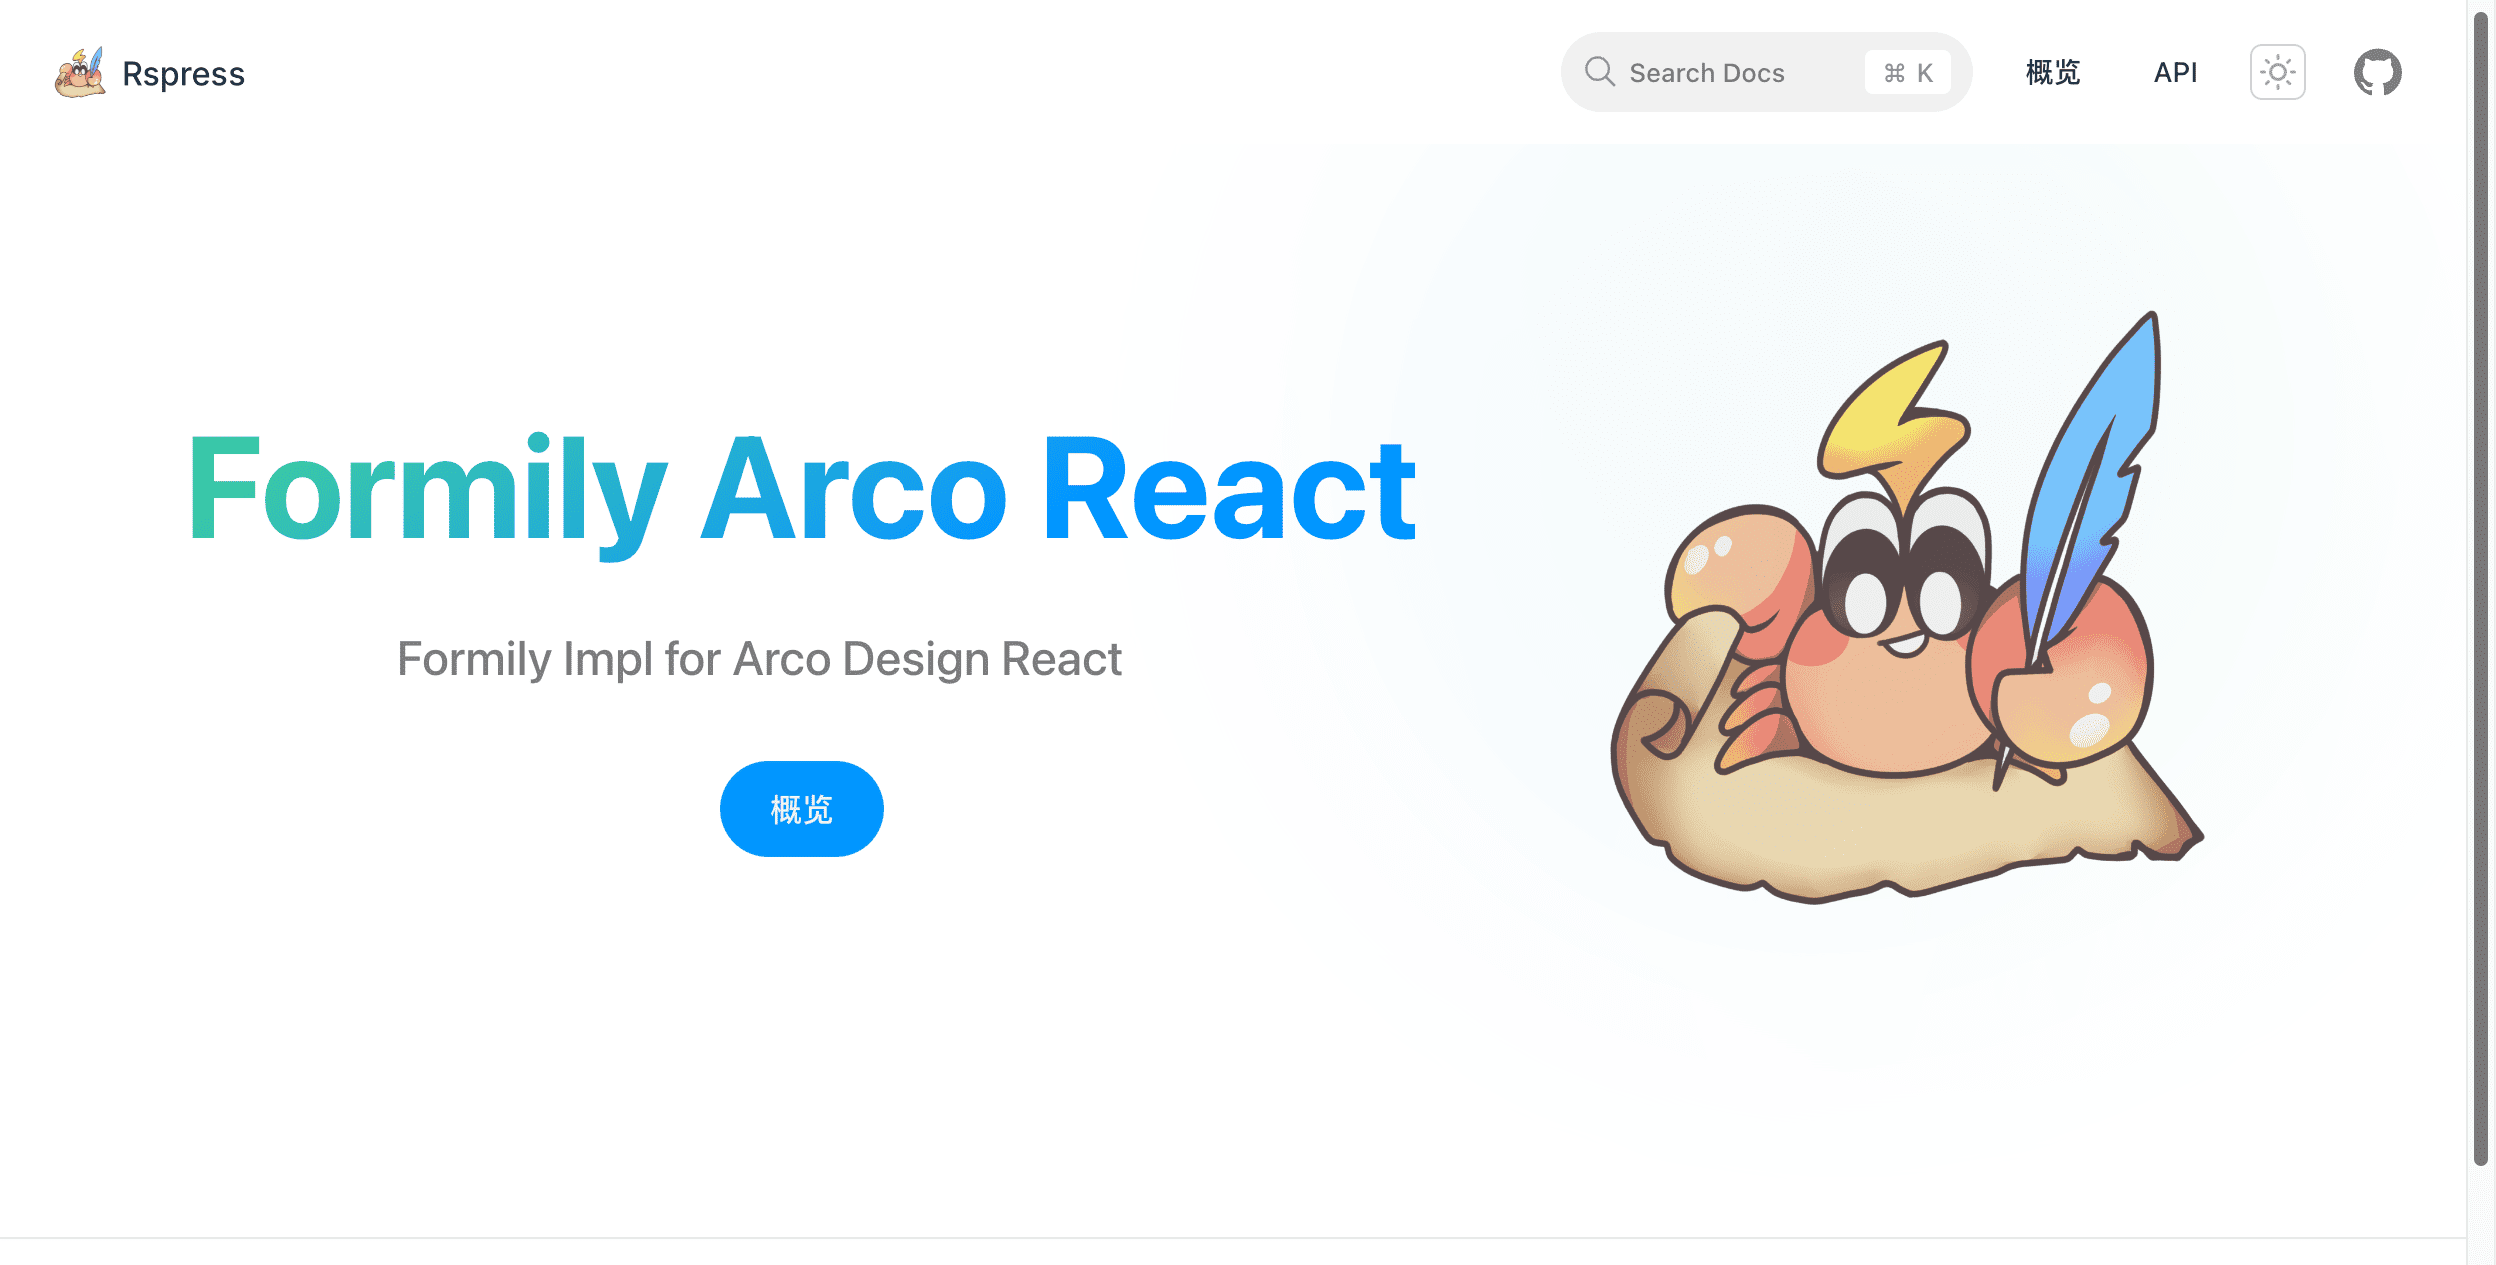 Rspress
Search Docs
⌘ K
概览
API
Formily Arco React
Formily Impl for Arco Design React
概览